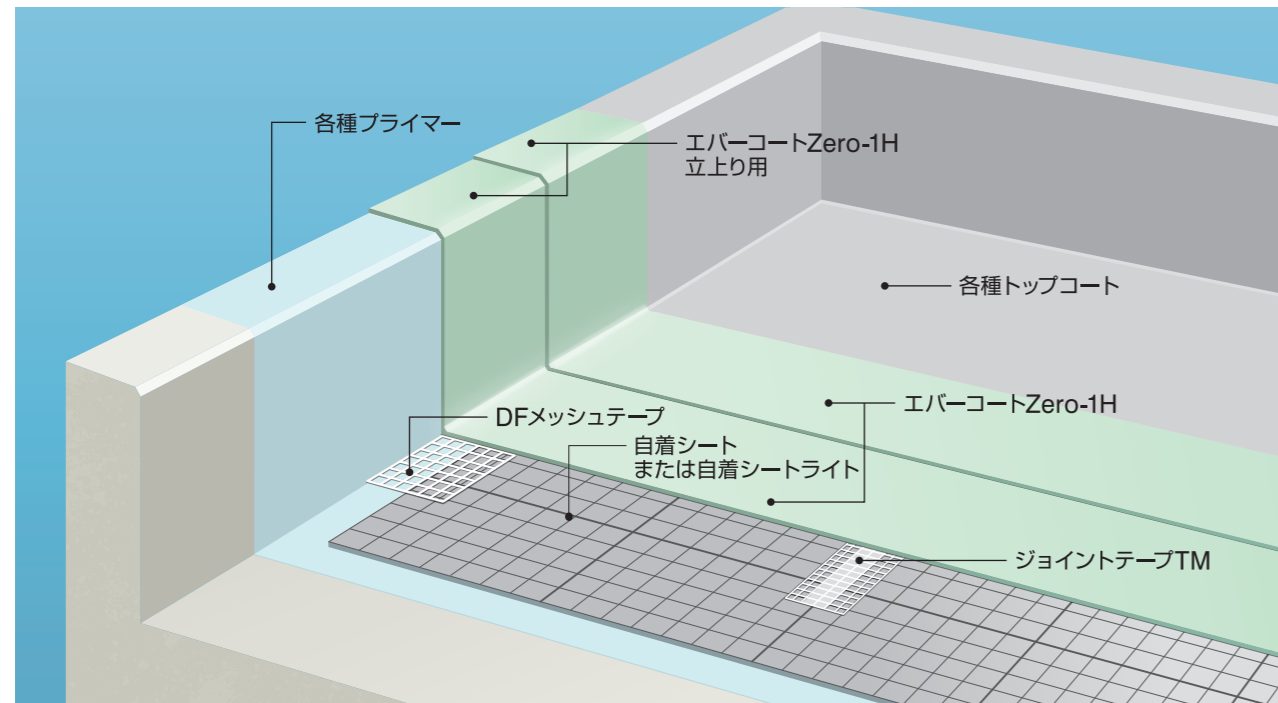 各種プライマー
エバーコートZero-1H
立上り用
各種トップコート
エバーコートZero-1H
DFメッシュテープ
自着シート
または自着シートライト
ジョイントテープTM